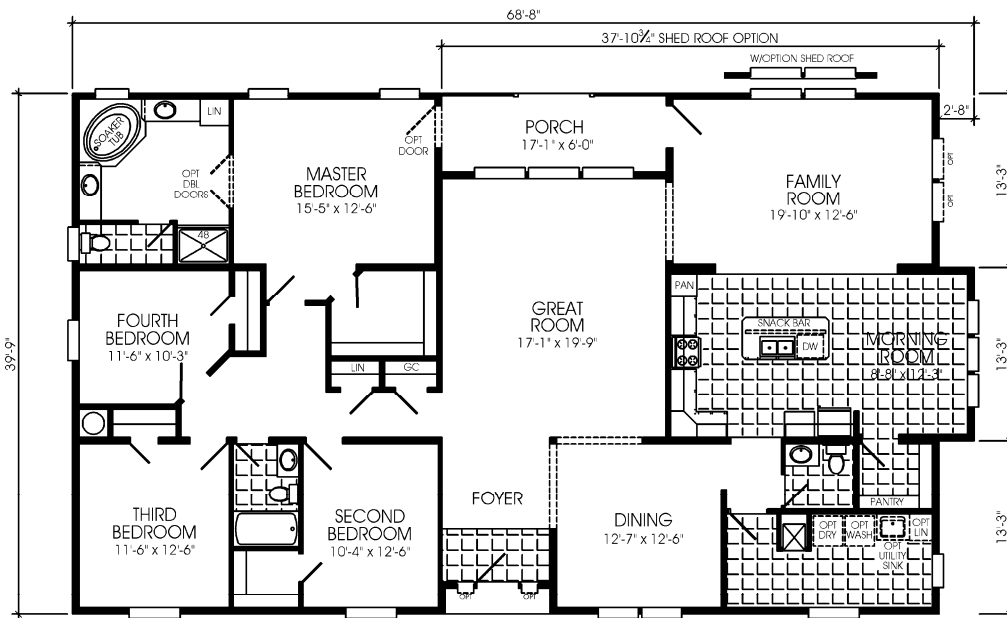 68'-8"
37'-10¾" SHED ROOF OPTION
W/OPTION SHED ROOF
2'-8"
SOAKER
TUB
LIN
OPT
DBL
DOORS
48
MASTER
BEDROOM
15'-5" x 12'-6"
OPT
DOOR
PORCH
17'-1" x 6'-0"
FAMILY
ROOM
19'-10" x 12'-6"
OPT
OPT
13'-3"
39'-9"
FOURTH
BEDROOM
11'-6" x 10'-3"
LIN
GC
GREAT
ROOM
17'-1" x 19'-9"
PAN
SNACK BAR
DW
MORNING
ROOM
8'-8" x 12'-3"
13'-3"
THIRD
BEDROOM
11'-6" x 12'-6"
SECOND
BEDROOM
10'-4" x 12'-6"
FOYER
OPT
OPT
DINING
12'-7" x 12'-6"
PANTRY
OPT
DRY
OPT
WASH
OPT
UTILITY
SINK
OPT
LIN
13'-3"